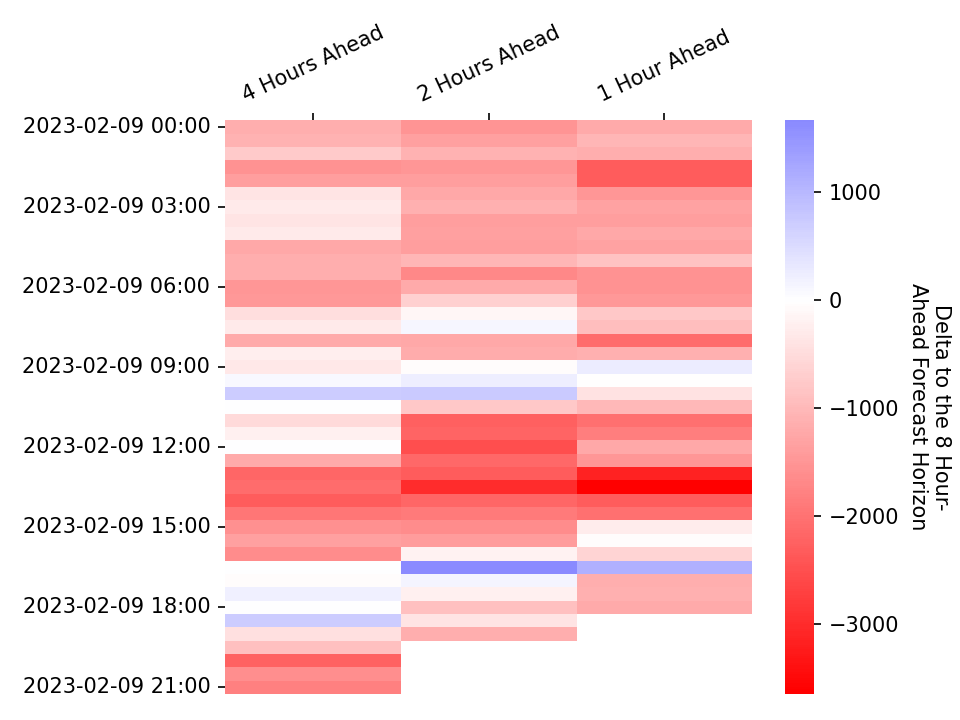 4 Hours Ahead
2 Hours Ahead
1 Hour Ahead
2023-02-09 00:00
2023-02-09 03:00
2023-02-09 06:00
2023-02-09 09:00
2023-02-09 12:00
2023-02-09 15:00
2023-02-09 18:00
2023-02-09 21:00
1000
0
−1000
−2000
−3000
Delta to the 8 Hour-
Ahead Forecast Horizon